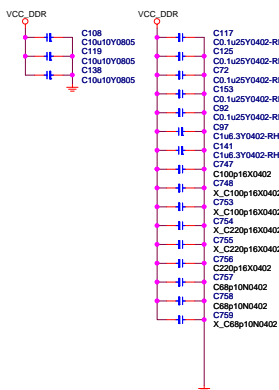 VCC_DDR
C108
C10u10Y0805
C119
C10u10Y0805
C138
C10u10Y0805
VCC_DDR
C117
C0.1u25Y0402-RH
C125
C0.1u25Y0402-RH
C72
C0.1u25Y0402-RH
C153
C0.1u25Y0402-RH
C92
C0.1u25Y0402-RH
C97
C1u6.3Y0402-RH
C141
C1u6.3Y0402-RH
C747
C100p16X0402
C748
X_C100p16X0402
C753
X_C100p16X0402
C754
X_C220p16X0402
C755
X_C220p16X0402
C756
C220p16X0402
C757
C68p10N0402
C758
C68p10N0402
C759
X_C68p10N0402